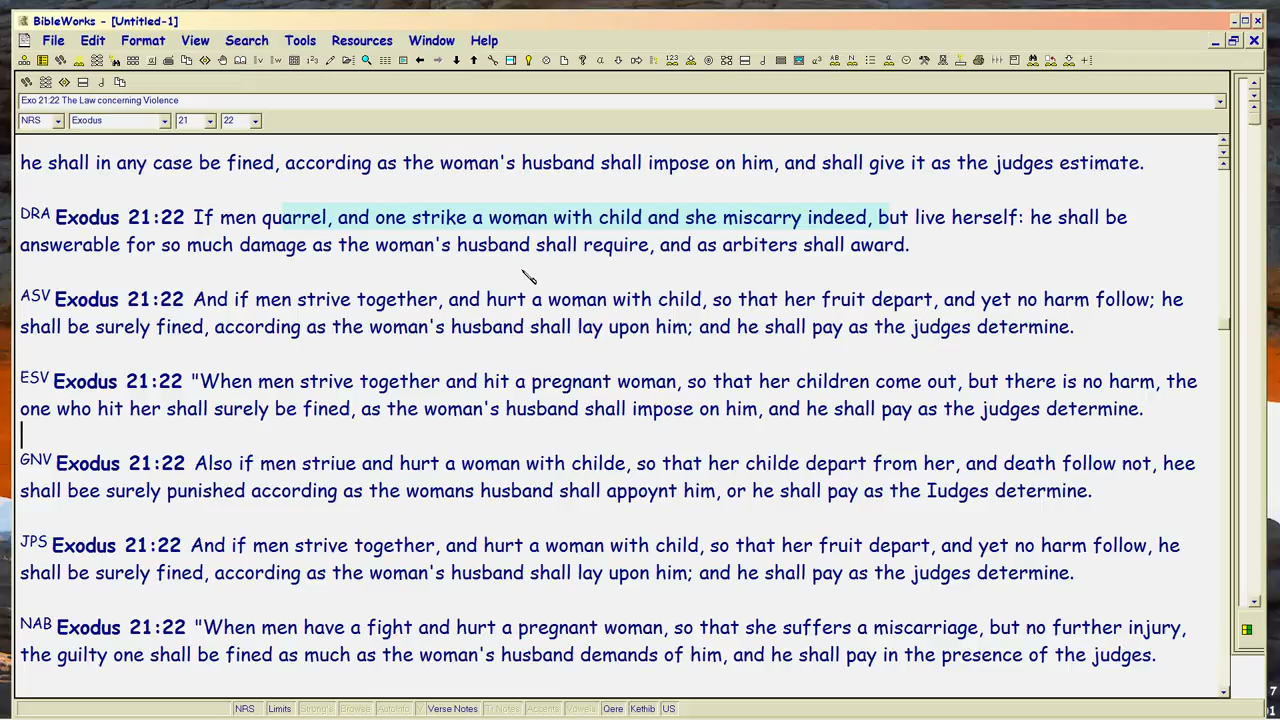 BibleWorks - [Untitled-1]
File Edit Format View Search Tools Resources Window Help
Exo 21:22 The Law concerning Violence
NRS Exodus 21 22
he shall in any case be fined, according as the woman's husband shall impose on him, and shall give it as the judges estimate.
DRA Exodus 21:22 If men quarrel, and one strike a woman with child and she miscarry indeed, but live herself: he shall be
answerable for so much damage as the woman's husband shall require, and as arbiters shall award.
ASV Exodus 21:22 And if men strive together, and hurt a woman with child, so that her fruit depart, and yet no harm follow; he
shall be surely fined, according as the woman's husband shall lay upon him; and he shall pay as the judges determine.
ESV Exodus 21:22 "When men strive together and hit a pregnant woman, so that her children come out, but there is no harm, the
one who hit her shall surely be fined, as the woman's husband shall impose on him, and he shall pay as the judges determine.
GNV Exodus 21:22 Also if men striue and hurt a woman with childe, so that her childe depart from her, and death follow not, hee
shall bee surely punished according as the womans husband shall appoynt him, or he shall pay as the Iudges determine.
JPS Exodus 21:22 And if men strive together, and hurt a woman with child, so that her fruit depart, and yet no harm follow, he
shall be surely fined, according as the woman's husband shall lay upon him; and he shall pay as the judges determine.
NAB Exodus 21:22 "When men have a fight and hurt a pregnant woman, so that she suffers a miscarriage, but no further injury,
the guilty one shall be fined as much as the woman's husband demands of him, and he shall pay in the presence of the judges.
NRS Limits Strong's Browse AutoInfo V Verse Notes Tr Notes Accents Vowels Qere Kethib US
7
1